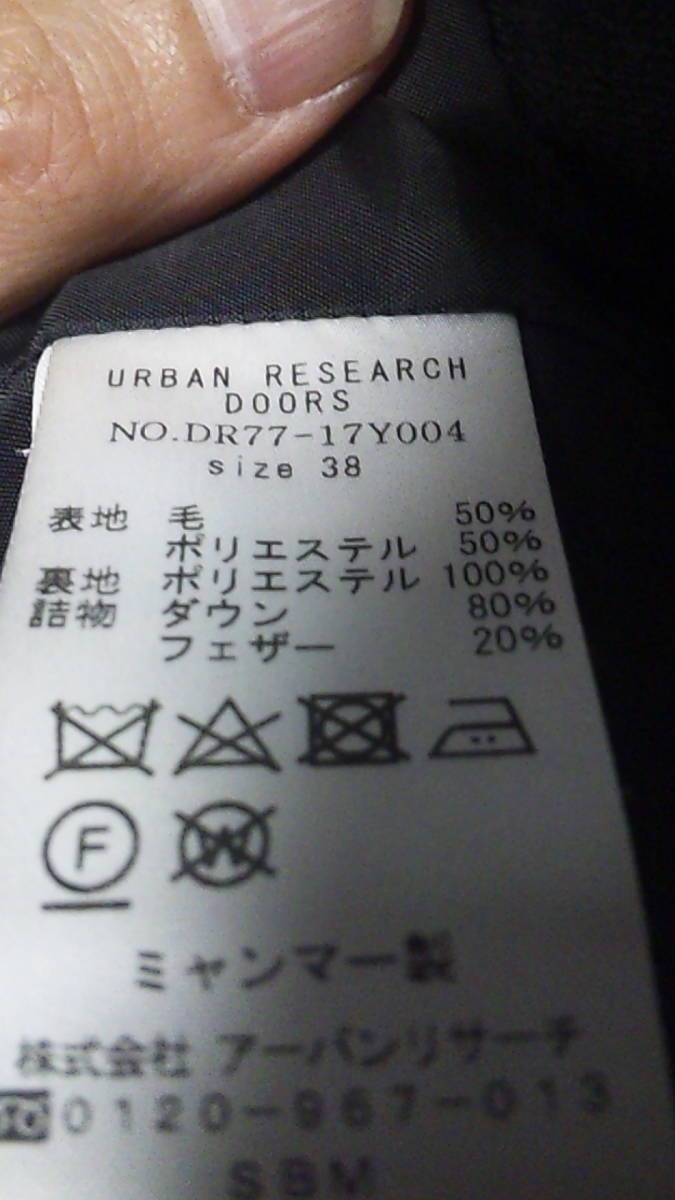 URBAN RESEARCH
DOORS
NO.DR77-17Y004
size 38
表地 毛 50%
ポリエステル 50%
裏地 ポリエステル 100%
詰物 ダウン 80%
フェザー 20%
F W
ミャンマー製
株式会社 アーバンリサーチ
0120-967-013
SBM